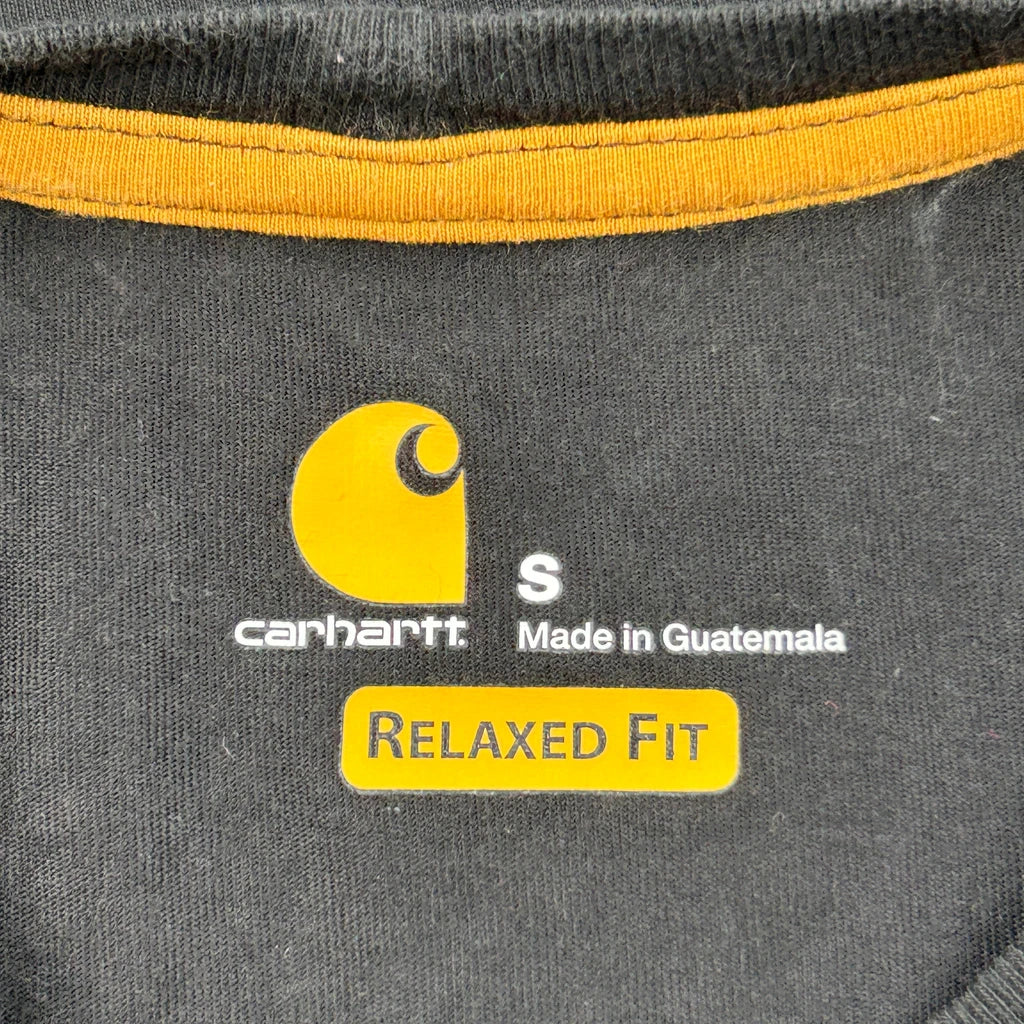 S
carhartt.
Made in Guatemala
RELAXED FIT